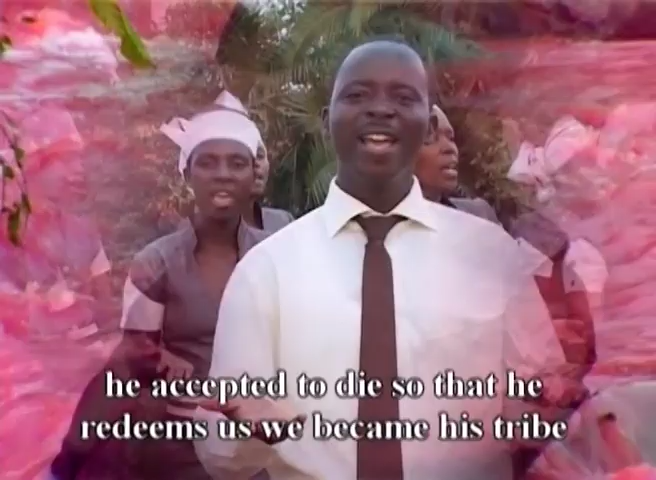 he accepted to die so that he
redeems us we became his tribe